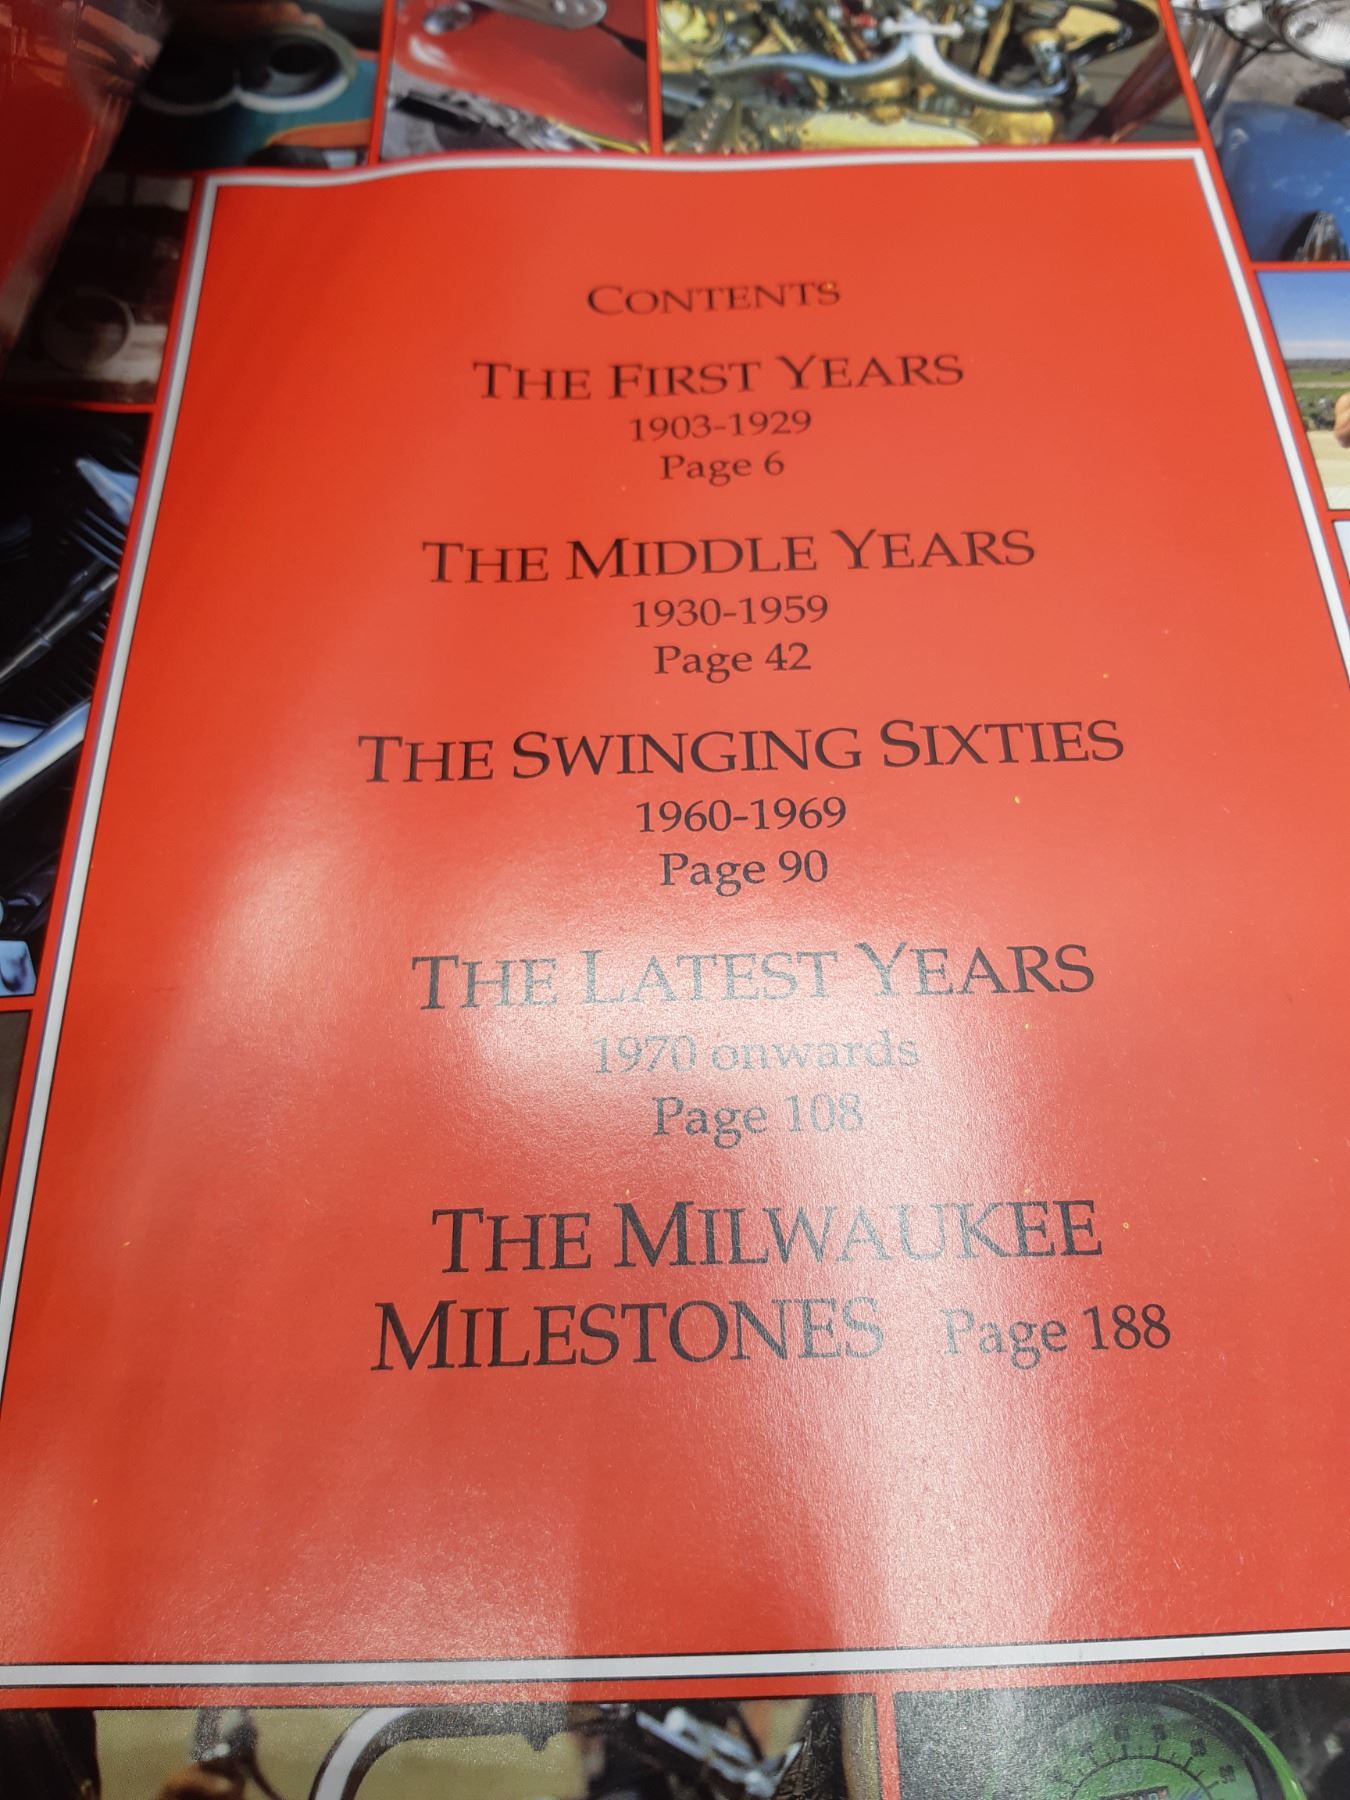 CONTENTS
THE FIRST YEARS
1903-1929
Page 6
THE MIDDLE YEARS
1930-1959
Page 42
THE SWINGING SIXTIES
1960-1969
Page 90
THE LATEST YEARS
1970 onwards
Page 108
THE MILWAUKEE
MILESTONES Page 188